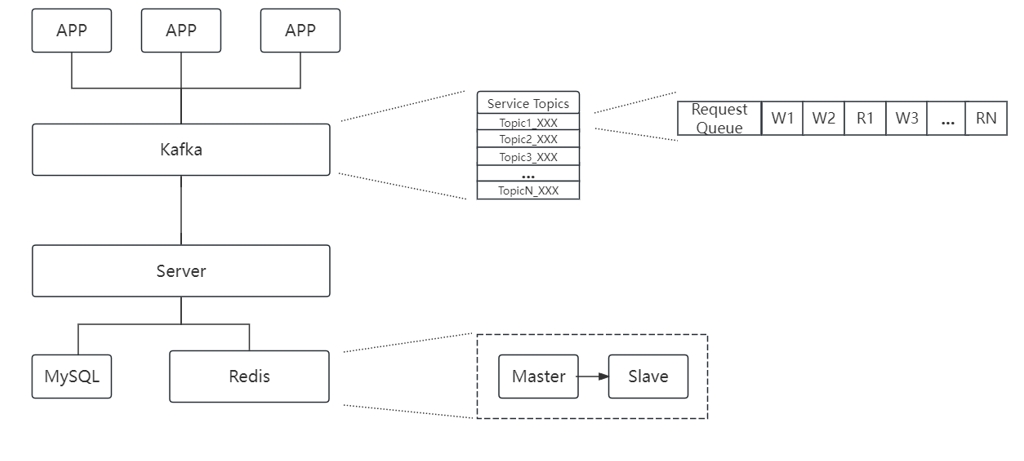 APP APP APP
Kafka
Service Topics
Topic1_XXX
Topic2_XXX
Topic3_XXX
...
TopicN_XXX
Request
Queue
W1 W2 R1 W3 ... RN
Server
MySQL
Redis
Master
Slave